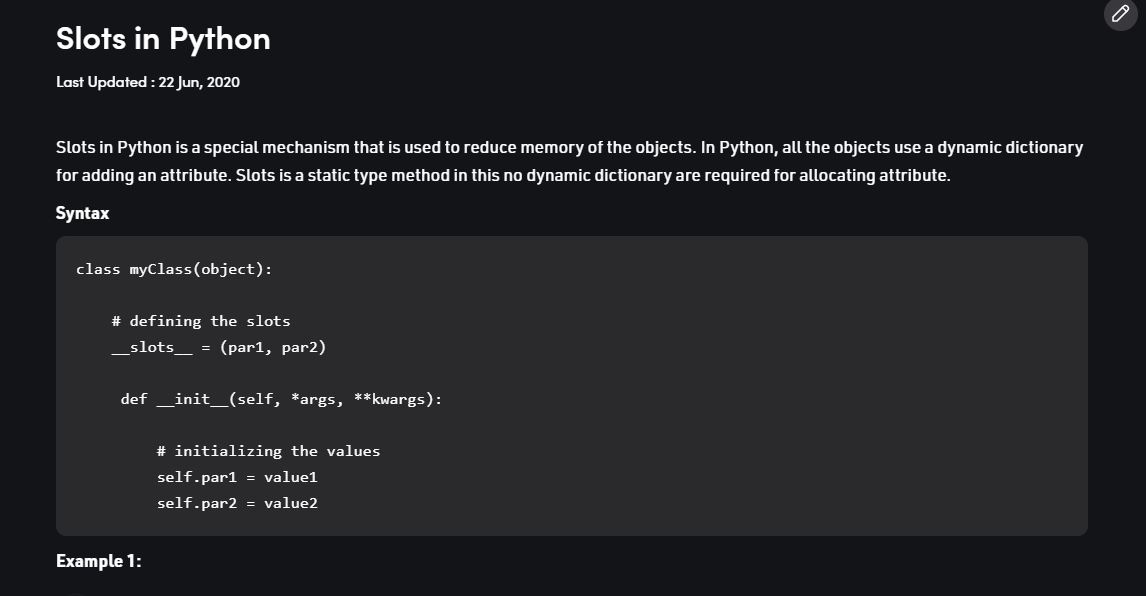 Slots in Python
Last Updated : 22 Jun, 2020
Slots in Python is a special mechanism that is used to reduce memory of the objects. In Python, all the objects use a dynamic dictionary
for adding an attribute. Slots is a static type method in this no dynamic dictionary are required for allocating attribute.
Syntax
class myClass(object):
    # defining the slots
    __slots__ = (par1, par2)
     def __init__(self, *args, **kwargs):
         # initializing the values
         self.par1 = value1
         self.par2 = value2
Example 1: